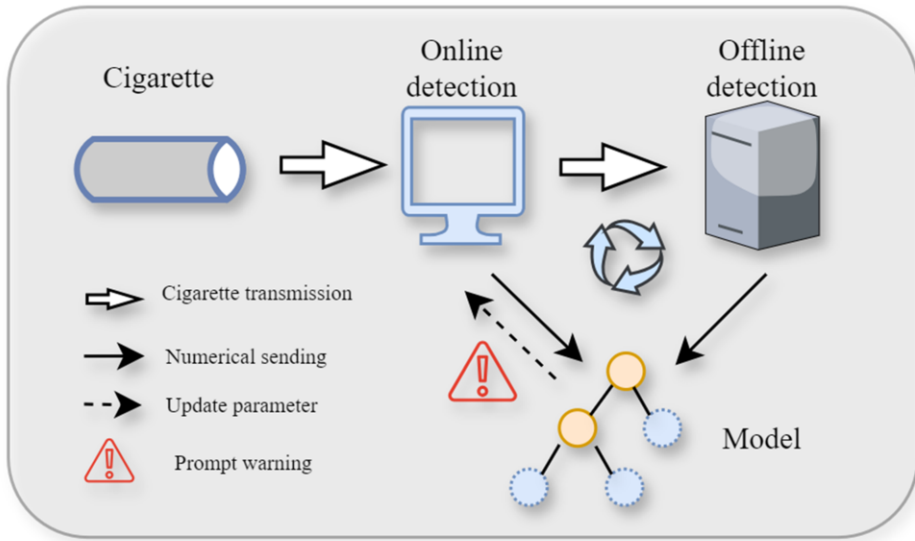 Cigarette
Online
detection
Offline
detection
Cigarette transmission
Numerical sending
Update parameter
Prompt warning
Model